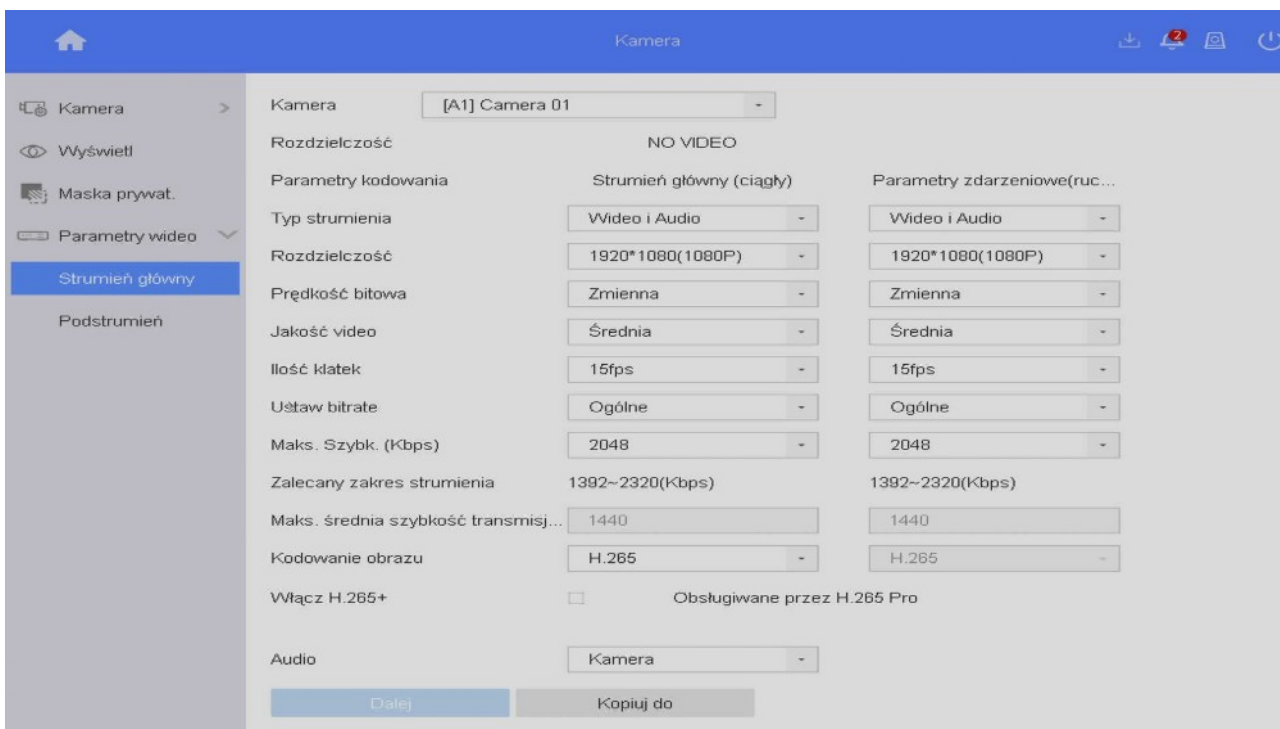 Kamera
2
Kamera >
Wyświetl
Maska prywat.
Parametry wideo
Strumień główny
Podstrumień
Kamera [A1] Camera 01
Rozdzielczość NO VIDEO
Parametry kodowania Strumień główny (ciągły) Parametry zdarzeniowe(ruc...
Typ strumienia Wideo i Audio Wideo i Audio
Rozdzielczość 1920*1080(1080P) 1920*1080(1080P)
Prędkość bitowa Zmienna Zmienna
Jakość video Średnia Średnia
Ilość klatek 15fps 15fps
Ustaw bitrate Ogólne Ogólne
Maks. Szybk. (Kbps) 2048 2048
Zalecany zakres strumienia 1392~2320(Kbps) 1392~2320(Kbps)
Maks. średnia szybkość transmisj... 1440 1440
Kodowanie obrazu H.265 H.265
Włącz H.265+ Obsługiwane przez H.265 Pro
Audio Kamera
Dalej Kopiuj do